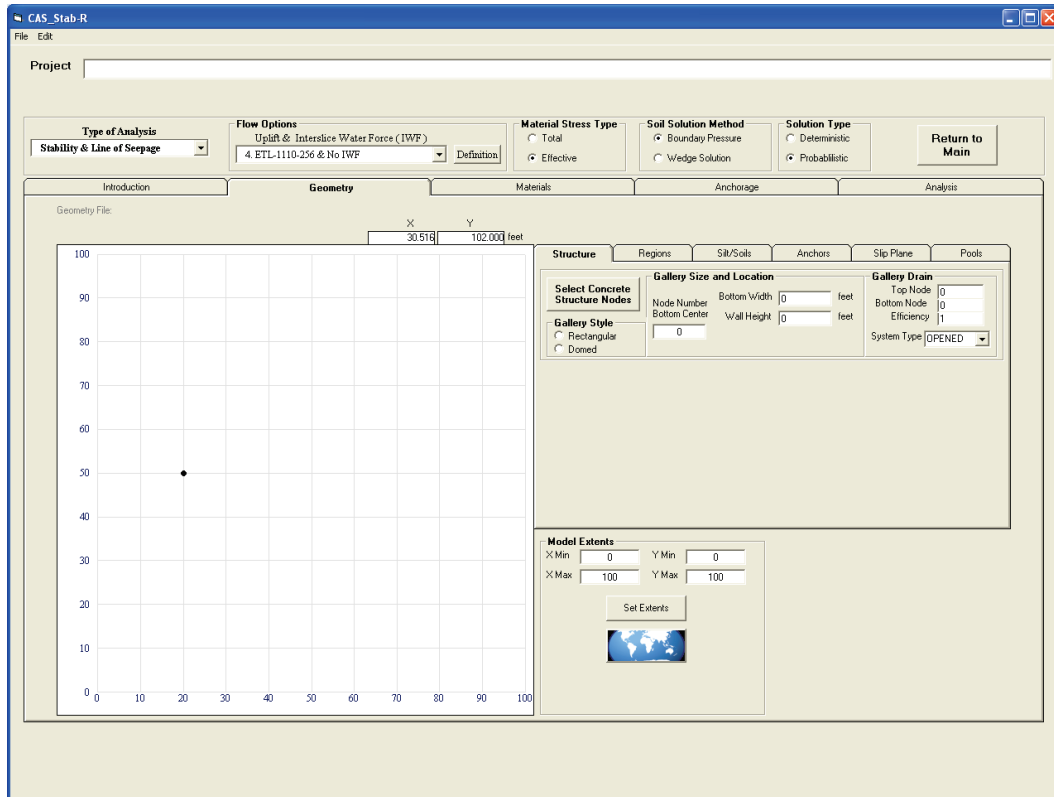 CAS_Stab-R
File Edit
Project
Type of Analysis
Stability & Line of Seepage
Flow Options
Uplift & Interslice Water Force ( IWF )
4. ETL-1110-256 & No IWF
Definition
Material Stress Type
Total
Effective
Soil Solution Method
Boundary Pressure
Wedge Solution
Solution Type
Deterministic
Probablilistic
Return to
Main
Introduction
Geometry
Materials
Anchorage
Analysis
Geometry File:
X Y
30.516 102.000 feet
100
90
80
70
60
50
40
30
20
10
0
0 10 20 30 40 50 60 70 80 90 100
Structure
Regions
Silt/Soils
Anchors
Slip Plane
Pools
Select Concrete
Structure Nodes
Gallery Style
Rectangular
Domed
Gallery Size and Location
Node Number
Bottom Center
0
Bottom Width 0 feet
Wall Height 0 feet
Gallery Drain
Top Node 0
Bottom Node 0
Efficiency 1
System Type OPENED
Model Extents
X Min 0 Y Min 0
X Max 100 Y Max 100
Set Extents